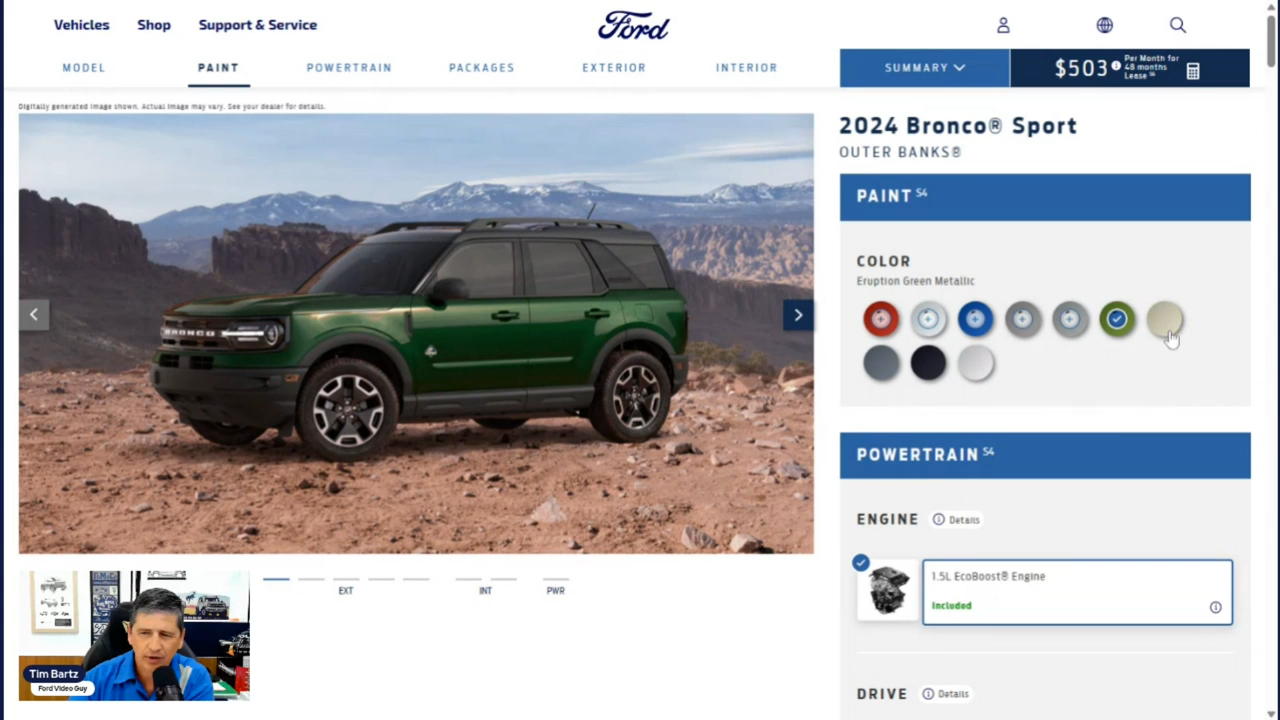 Vehicles
Shop
Support & Service
Ford
MODEL
PAINT
POWERTRAIN
PACKAGES
EXTERIOR
INTERIOR
SUMMARY
$503
Per Month for
48 months
Lease
Digitally generated image shown. Actual image may vary. See your dealer for details.
2024 Bronco® Sport
OUTER BANKS®
PAINT S4
COLOR
Eruption Green Metallic
BRONCO
POWERTRAIN S4
ENGINE
Details
1.5L EcoBoost® Engine
Included
EXT
INT
PWR
Tim Bartz
Ford Video Guy
DRIVE
Details